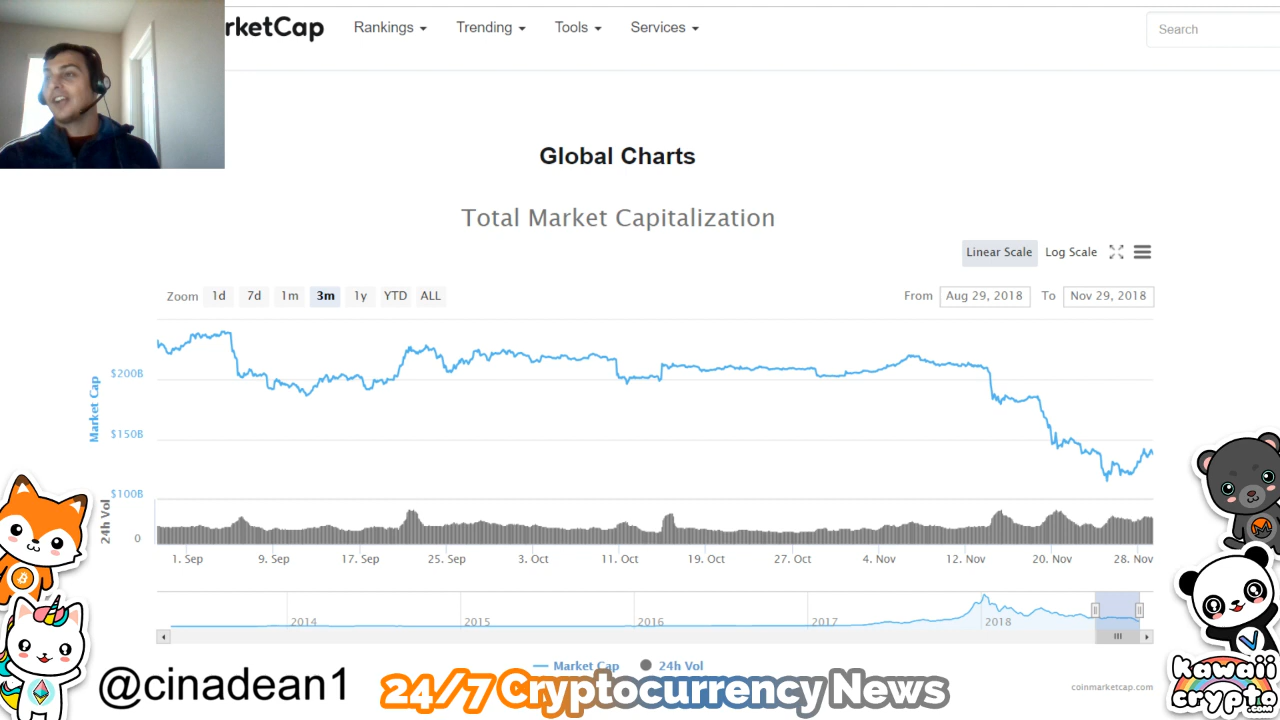 rketCap Rankings Trending Tools Services Search
Global Charts
Total Market Capitalization
Linear Scale Log Scale
Zoom 1d 7d 1m 3m 1y YTD ALL From Aug 29, 2018 To Nov 29, 2018
$200B
$150B
$100B
0
Market Cap
24h Vol
1. Sep 9. Sep 17. Sep 25. Sep 3. Oct 11. Oct 19. Oct 27. Oct 4. Nov 12. Nov 20. Nov 28. Nov
2014 2015 2016 2017 2018
Market Cap 24h Vol
coinmarketcap.com
@cinadean1
24/7 Cryptocurrency News
kawaii
crypto
.com